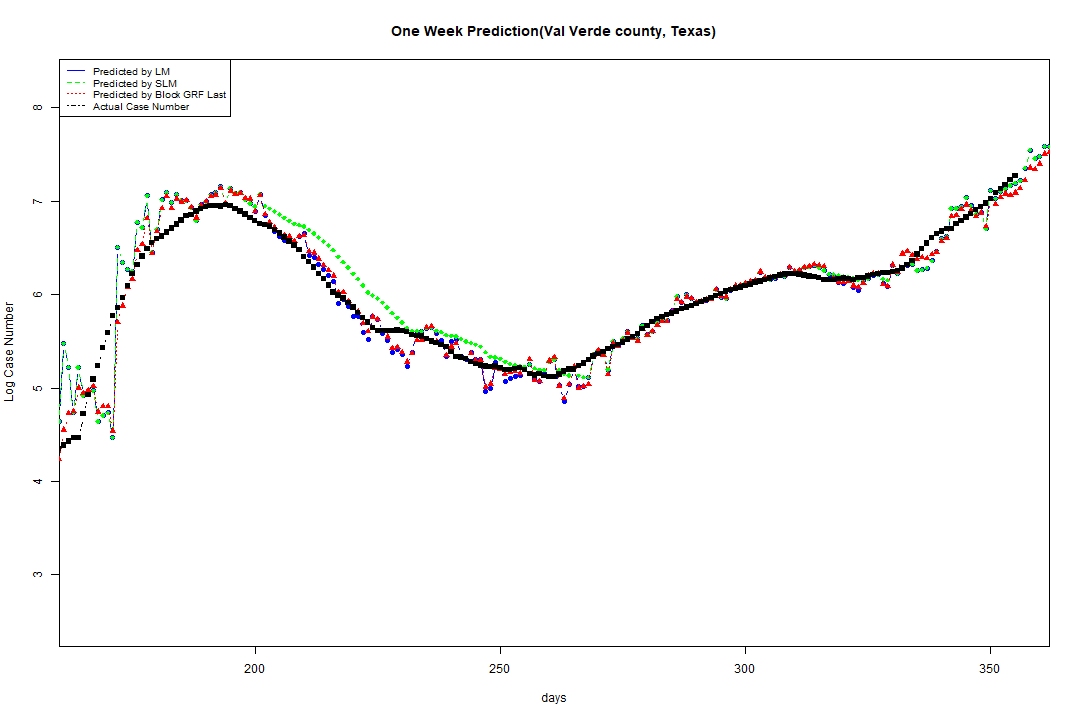 One Week Prediction(Val Verde county, Texas)
Predicted by LM
Predicted by SLM
Predicted by Block GRF Last
Actual Case Number
8
7
6
5
4
3
Log Case Number
200 250 300 350
days